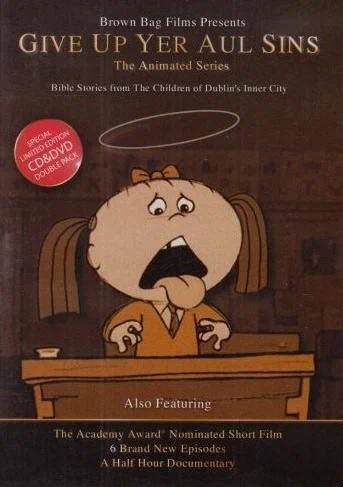 Brown Bag Films Presents
GIVE UP YER AUL SINS
The Animated Series
Bible Stories from The Children of Dublin's Inner City
SPECIAL
LIMITED EDITION
CD&DVD
DOUBLE PACK
Also Featuring
The Academy Award® Nominated Short Film
6 Brand New Episodes
A Half Hour Documentary